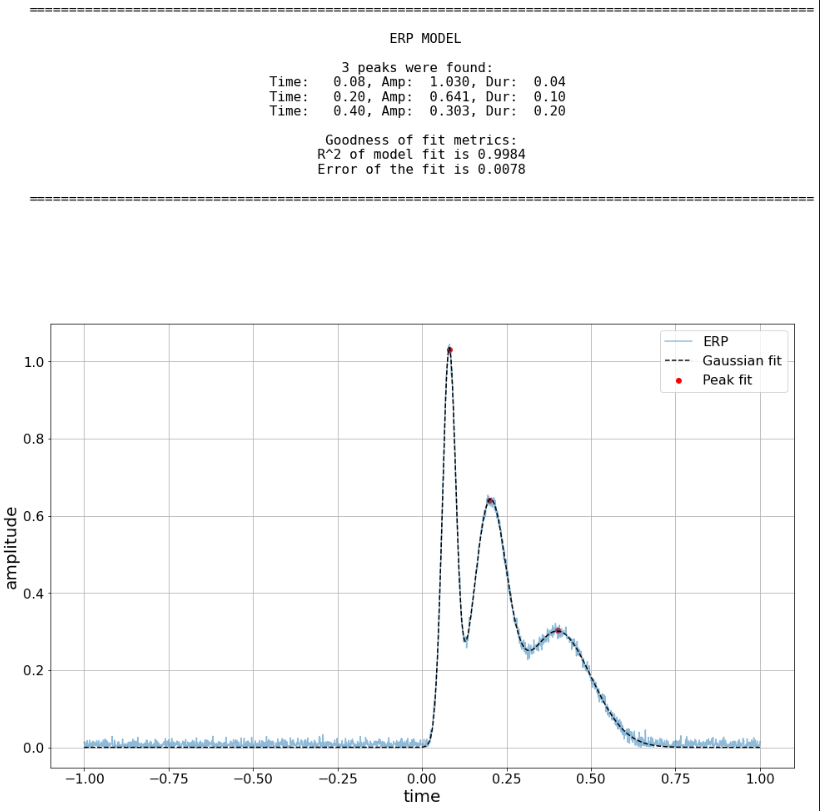 ==================================================================================================
ERP MODEL
3 peaks were found:
Time:   0.08, Amp:  1.030, Dur:  0.04
Time:   0.20, Amp:  0.641, Dur:  0.10
Time:   0.40, Amp:  0.303, Dur:  0.20
Goodness of fit metrics:
R^2 of model fit is 0.9984
Error of the fit is 0.0078
==================================================================================================
ERP
Gaussian fit
Peak fit
1.0
0.8
0.6
0.4
0.2
0.0
amplitude
−1.00 −0.75 −0.50 −0.25 0.00 0.25 0.50 0.75 1.00
time